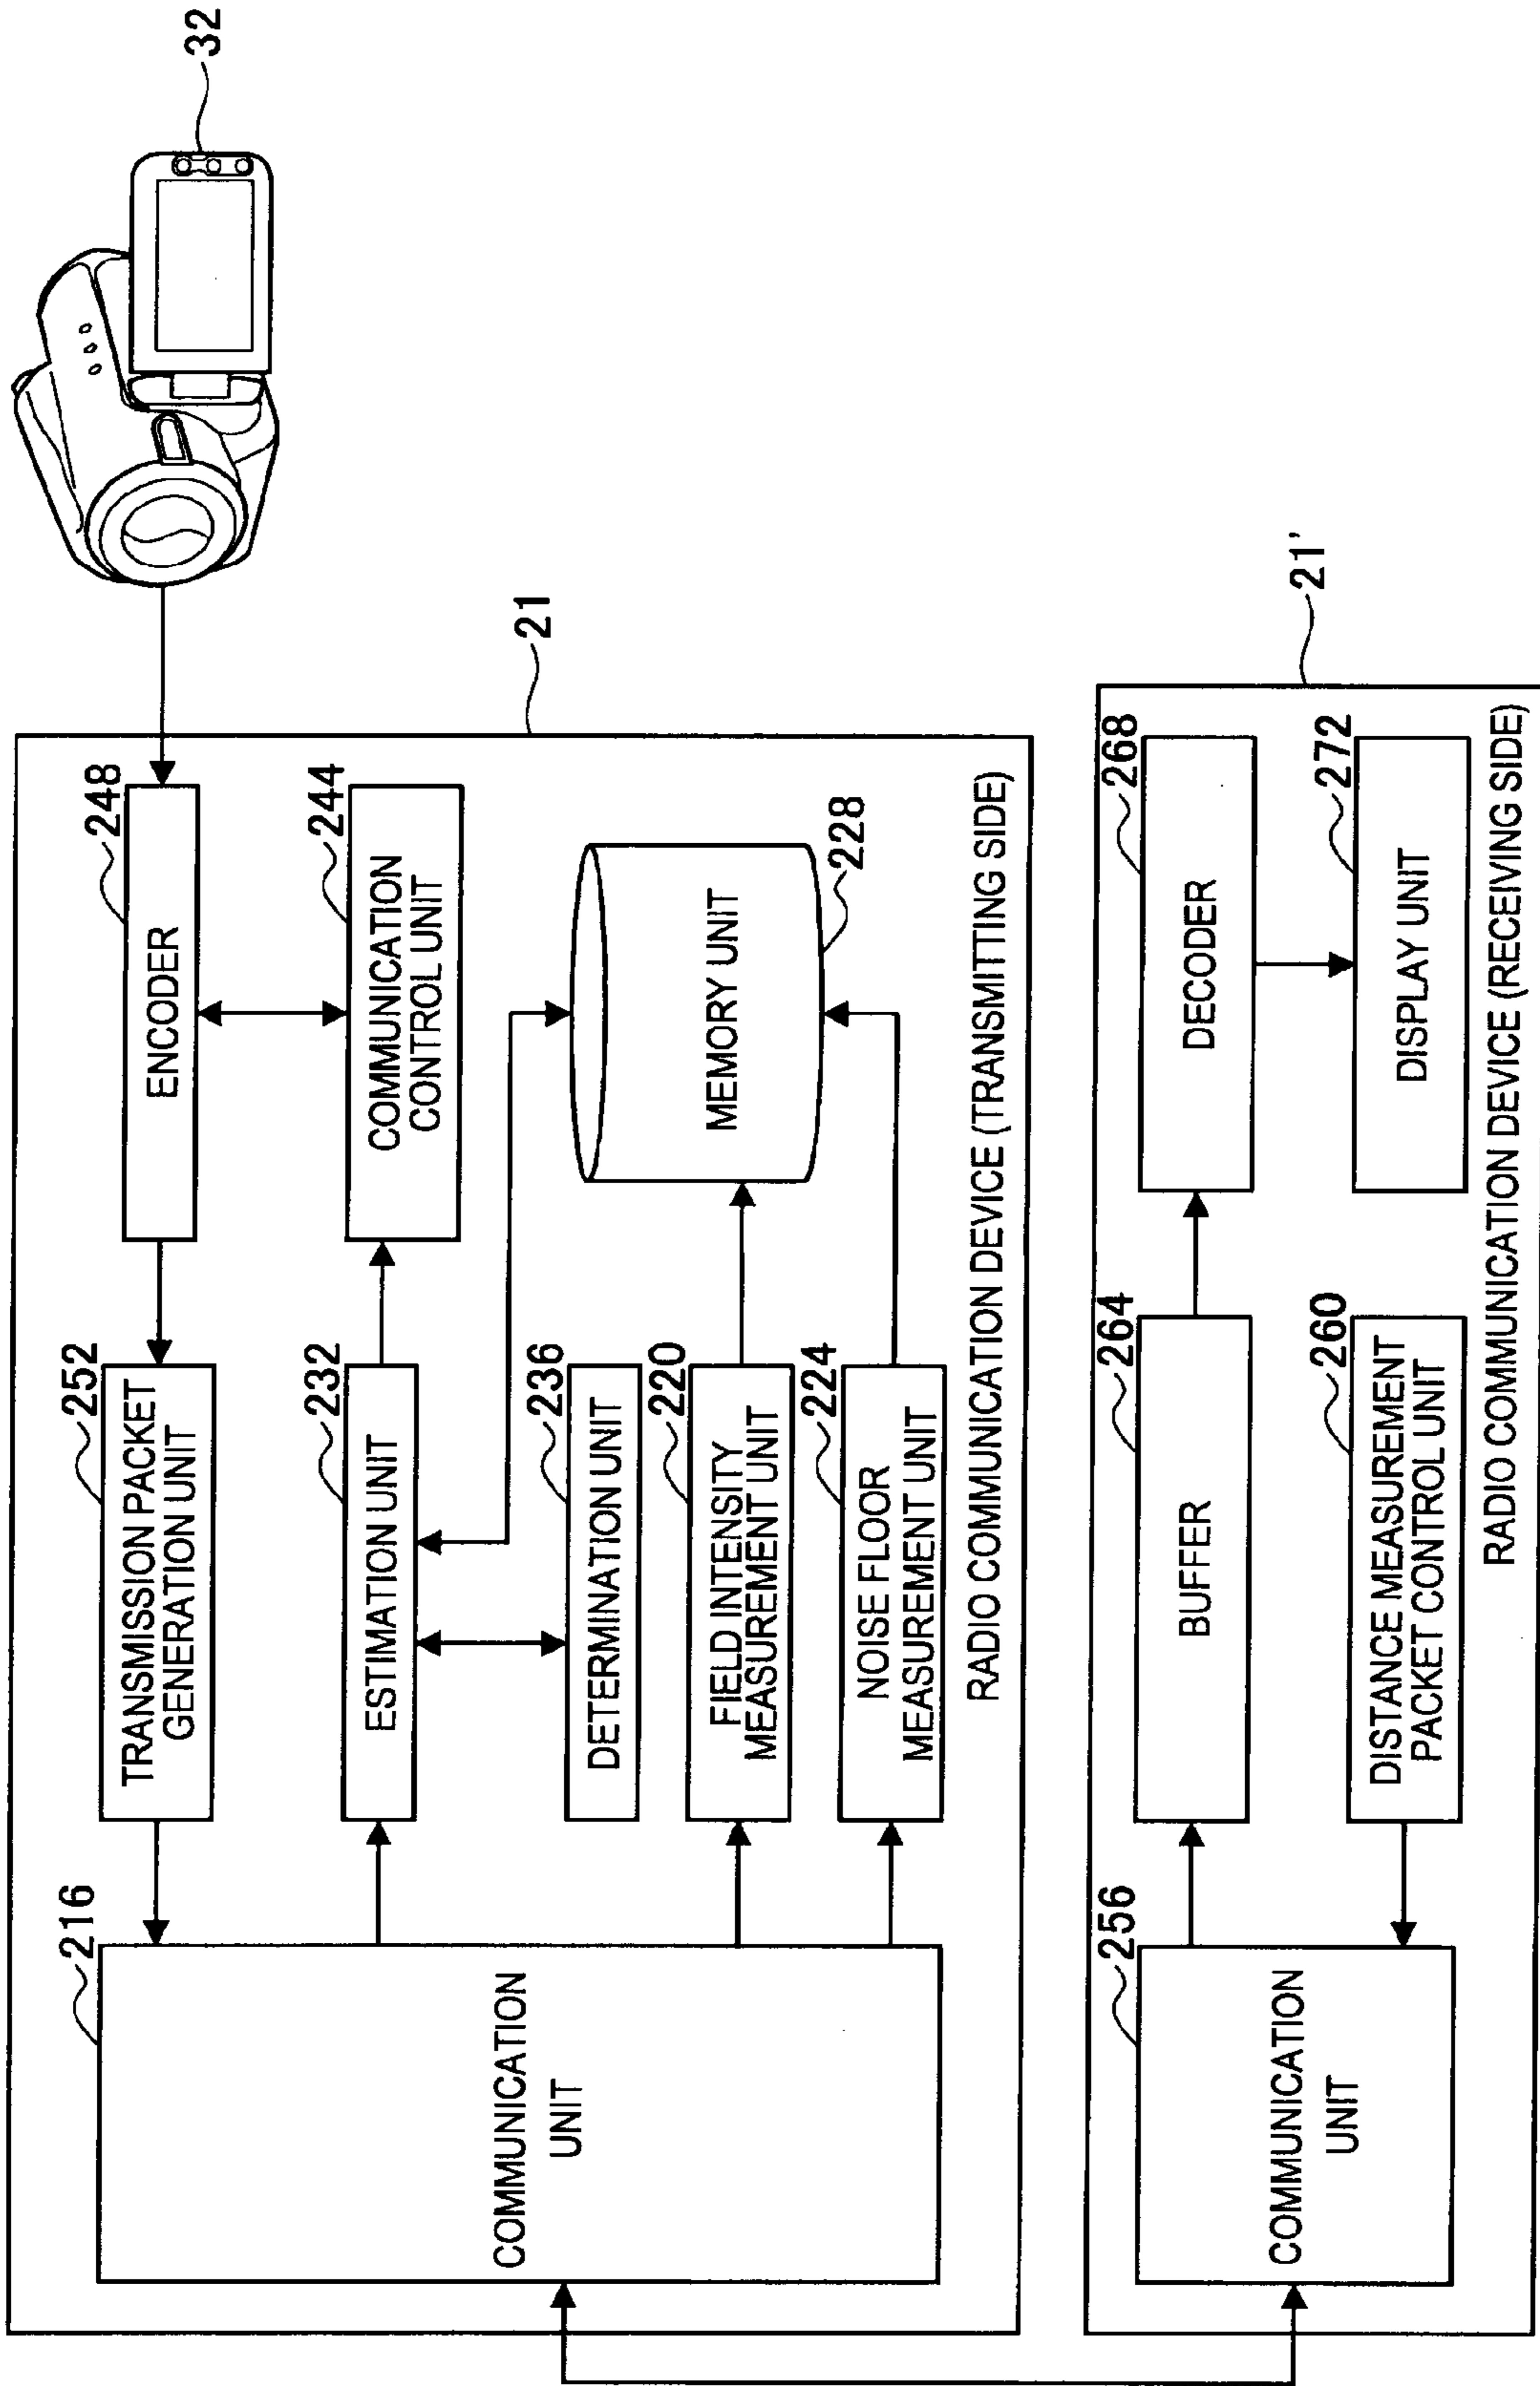 32
21
248
ENCODER
252
TRANSMISSION PACKET
GENERATION UNIT
216
COMMUNICATION
UNIT
244
COMMUNICATION
CONTROL UNIT
232
ESTIMATION UNIT
236
DETERMINATION UNIT
220
FIELD INTENSITY
MEASUREMENT UNIT
224
NOISE FLOOR
MEASUREMENT UNIT
MEMORY UNIT
228
RADIO COMMUNICATION DEVICE (TRANSMITTING SIDE)
21'
256
COMMUNICATION
UNIT
264
BUFFER
268
DECODER
260
DISTANCE MEASUREMENT
PACKET CONTROL UNIT
272
DISPLAY UNIT
RADIO COMMUNICATION DEVICE (RECEIVING SIDE)